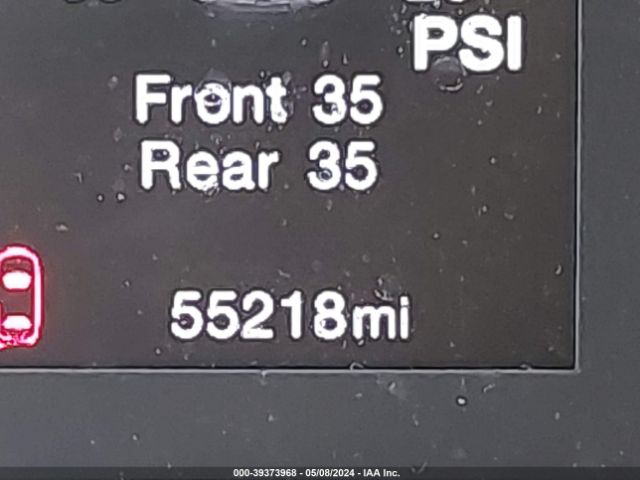 PSI
Front 35
Rear 35
55218mi
000-39373968 - 05/08/2024 - IAA Inc.